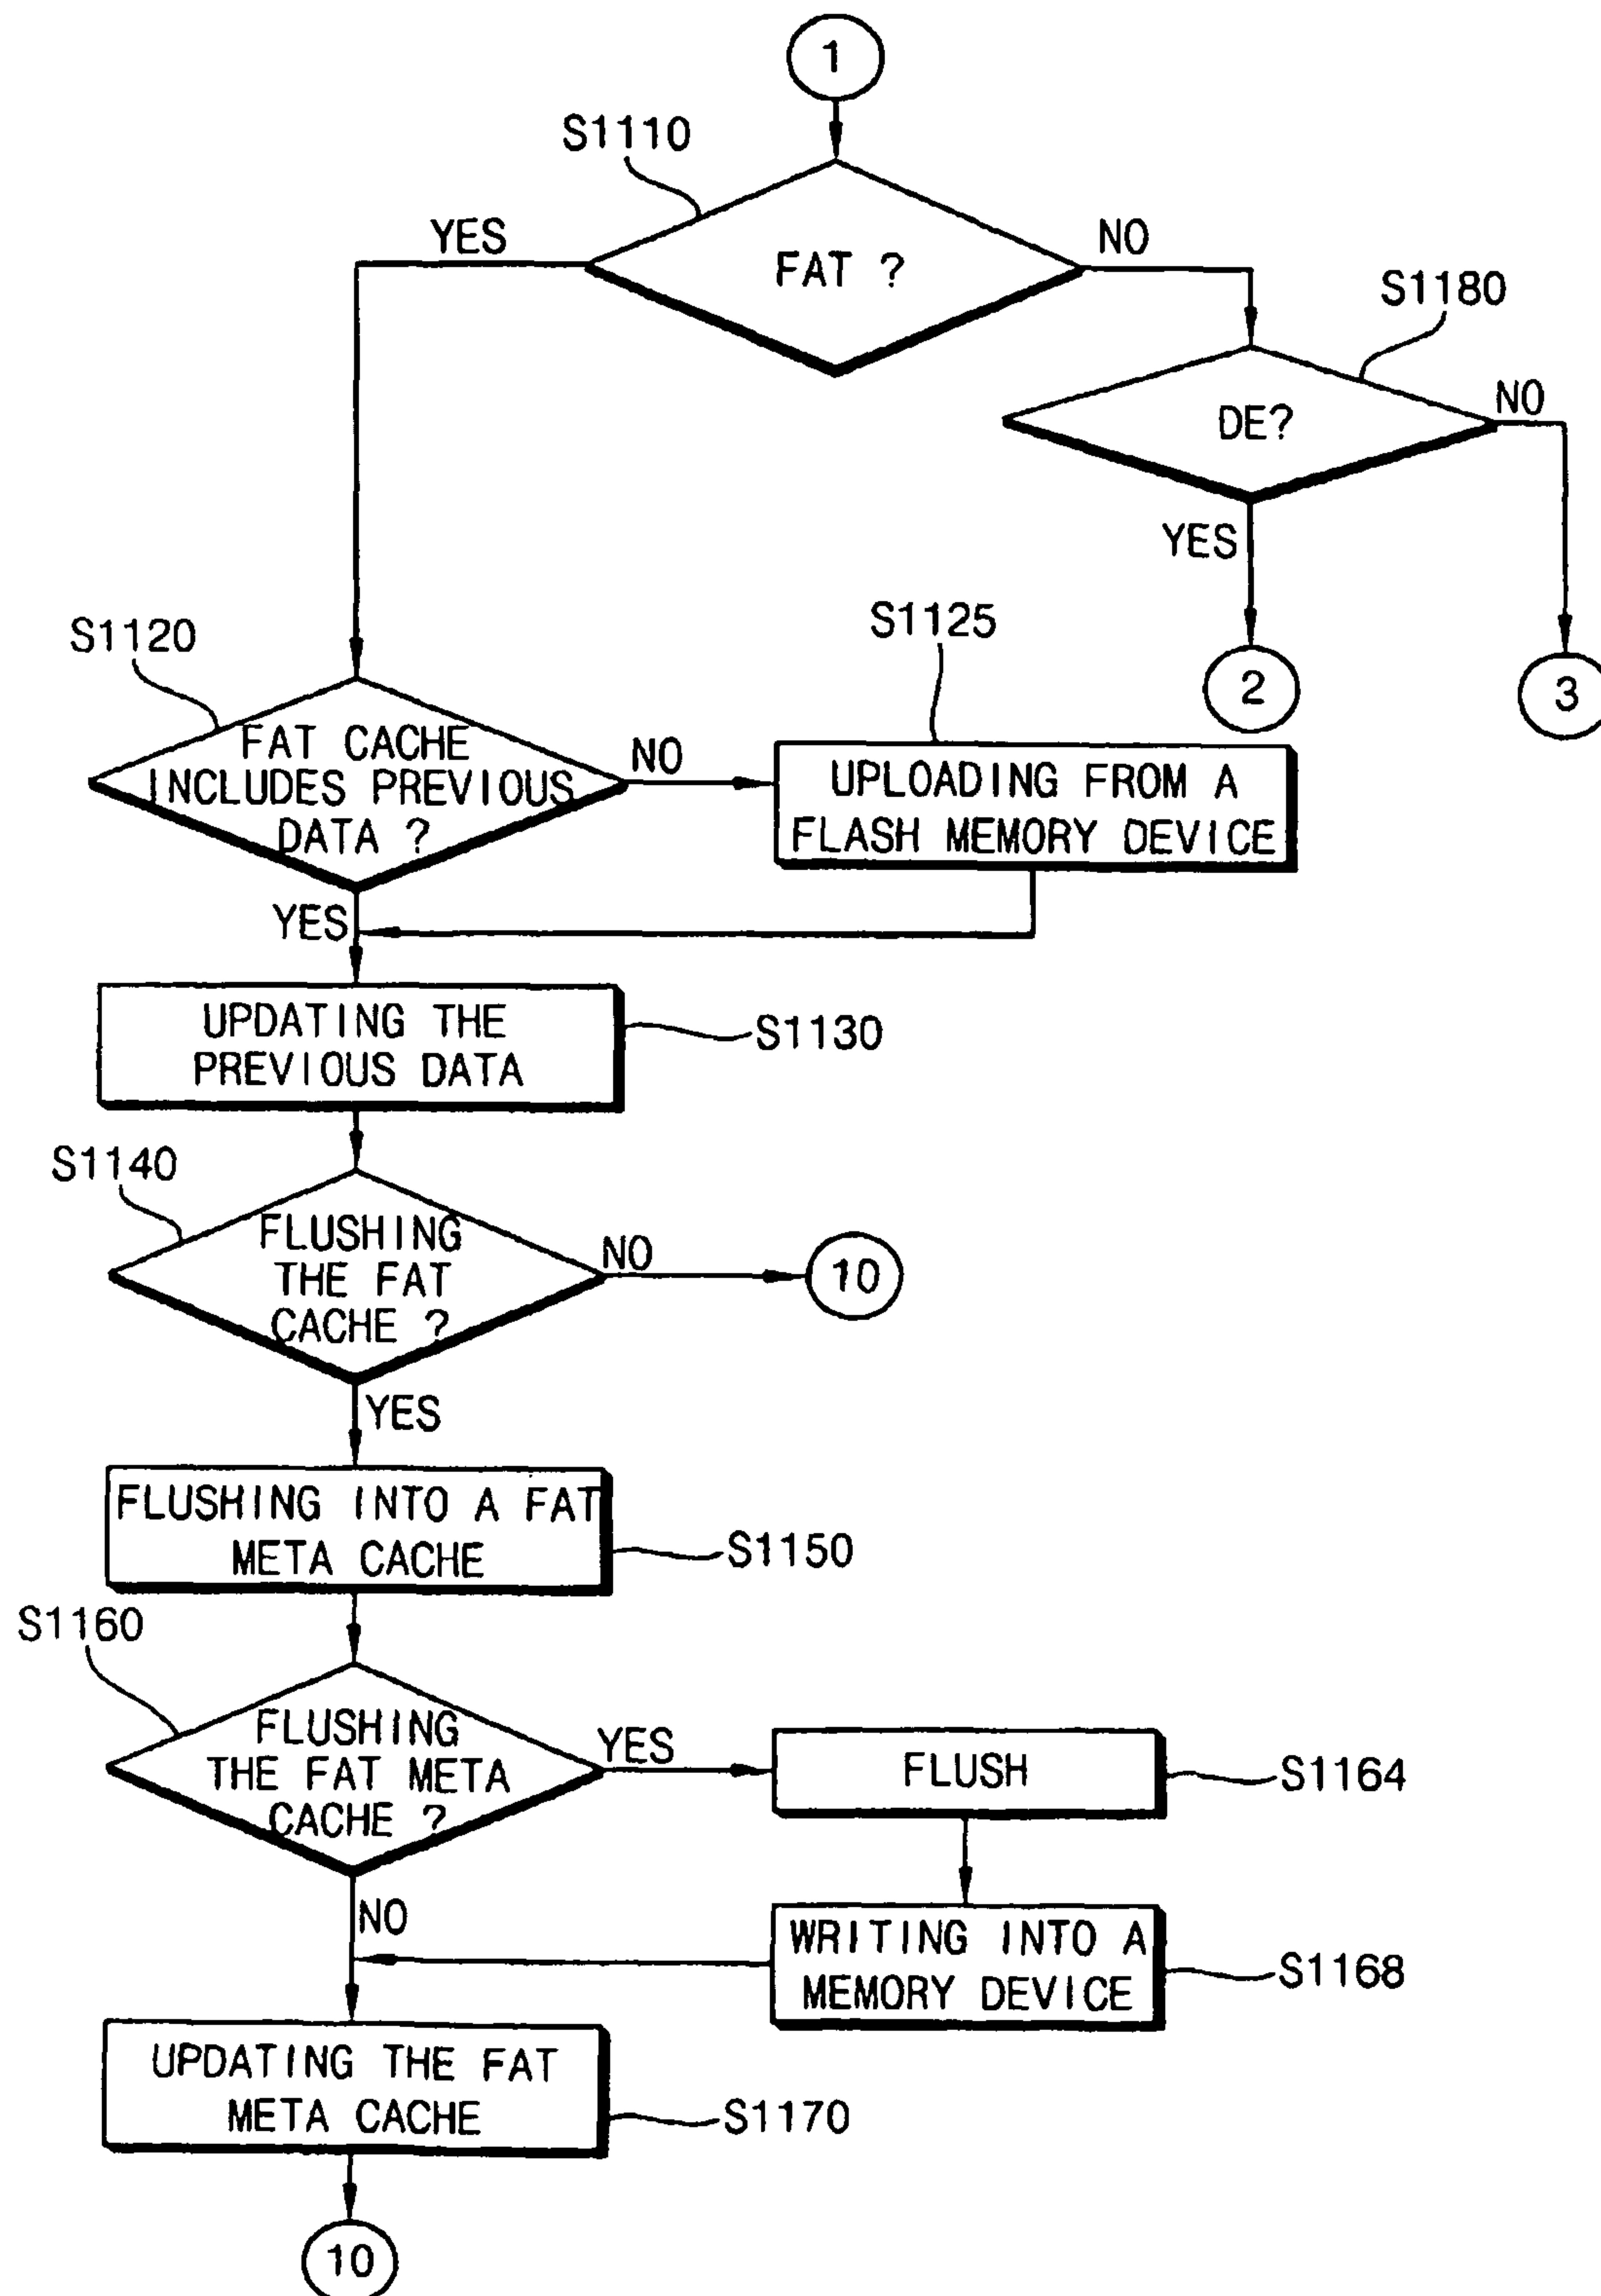 1
S1110
YES
NO
FAT ?
S1180
DE?
NO
YES
S1120
S1125
2
3
FAT CACHE
INCLUDES PREVIOUS
DATA ?
NO
UPLOADING FROM A
FLASH MEMORY DEVICE
YES
UPDATING THE
PREVIOUS DATA
S1130
S1140
FLUSHING
THE FAT
CACHE ?
NO
10
YES
FLUSHING INTO A FAT
META CACHE
S1150
S1160
FLUSHING
THE FAT META
CACHE ?
YES
FLUSH
S1164
NO
WRITING INTO A
MEMORY DEVICE
S1168
UPDATING THE FAT
META CACHE
S1170
10